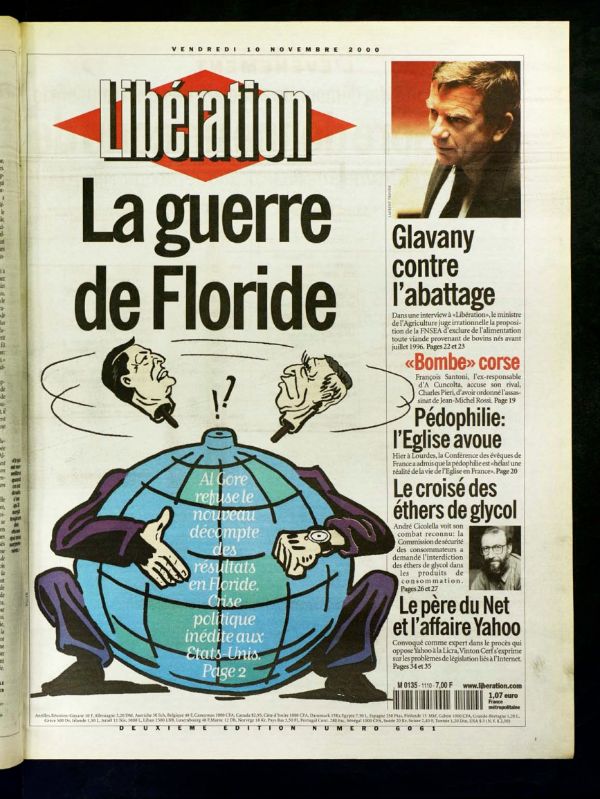 VENDREDI 10 NOVEMBRE 2000
Libération
La guerre
de Floride
!?
Al Gore
refuse le
nouveau
décompte
des
résultats
en Floride.
Crise
politique
inédite aux
Etats-Unis.
Page 2
Glavany
contre
l'abattage
Dans une interview à «Libération», le ministre
de l'Agriculture juge irrationnelle la proposi-
tion de la FNSEA d'exclure de l'alimentation
toute viande provenant de bovins nés avant
juillet 1996. Pages 22 et 23
«Bombe» corse
François Santoni, l'ex-responsable
d'A Cuncolta, accuse son rival,
Charles Pieri, d'avoir ordonné l'assas-
sinat de Jean-Michel Rossi. Page 19
Pédophilie:
l'Eglise avoue
Hier à Lourdes, la Conférence des évêques de
France a admis que la pédophilie est «hélas! une
réalité de la vie de l'Eglise en France». Page 20
Le croisé des
éthers de glycol
André Cicolella voit son
combat reconnu: la
Commission de sécurité
des consommateurs a
demandé l'interdiction
des éthers de glycol dans
les produits de
consommation.
Pages 26 et 27
Le père du Net
et l'affaire Yahoo
Convoqué comme expert dans le procès qui
oppose Yahoo à la Licra, Vinton Cerf s'exprime
sur les problèmes de législation liés à l'Internet.
Pages 34 et 35
M 0135 - 1110 - 7,00 F
www.liberation.com
1,07 euro
France
métropolitaine
DEUXIEME EDITION NUMERO 6061